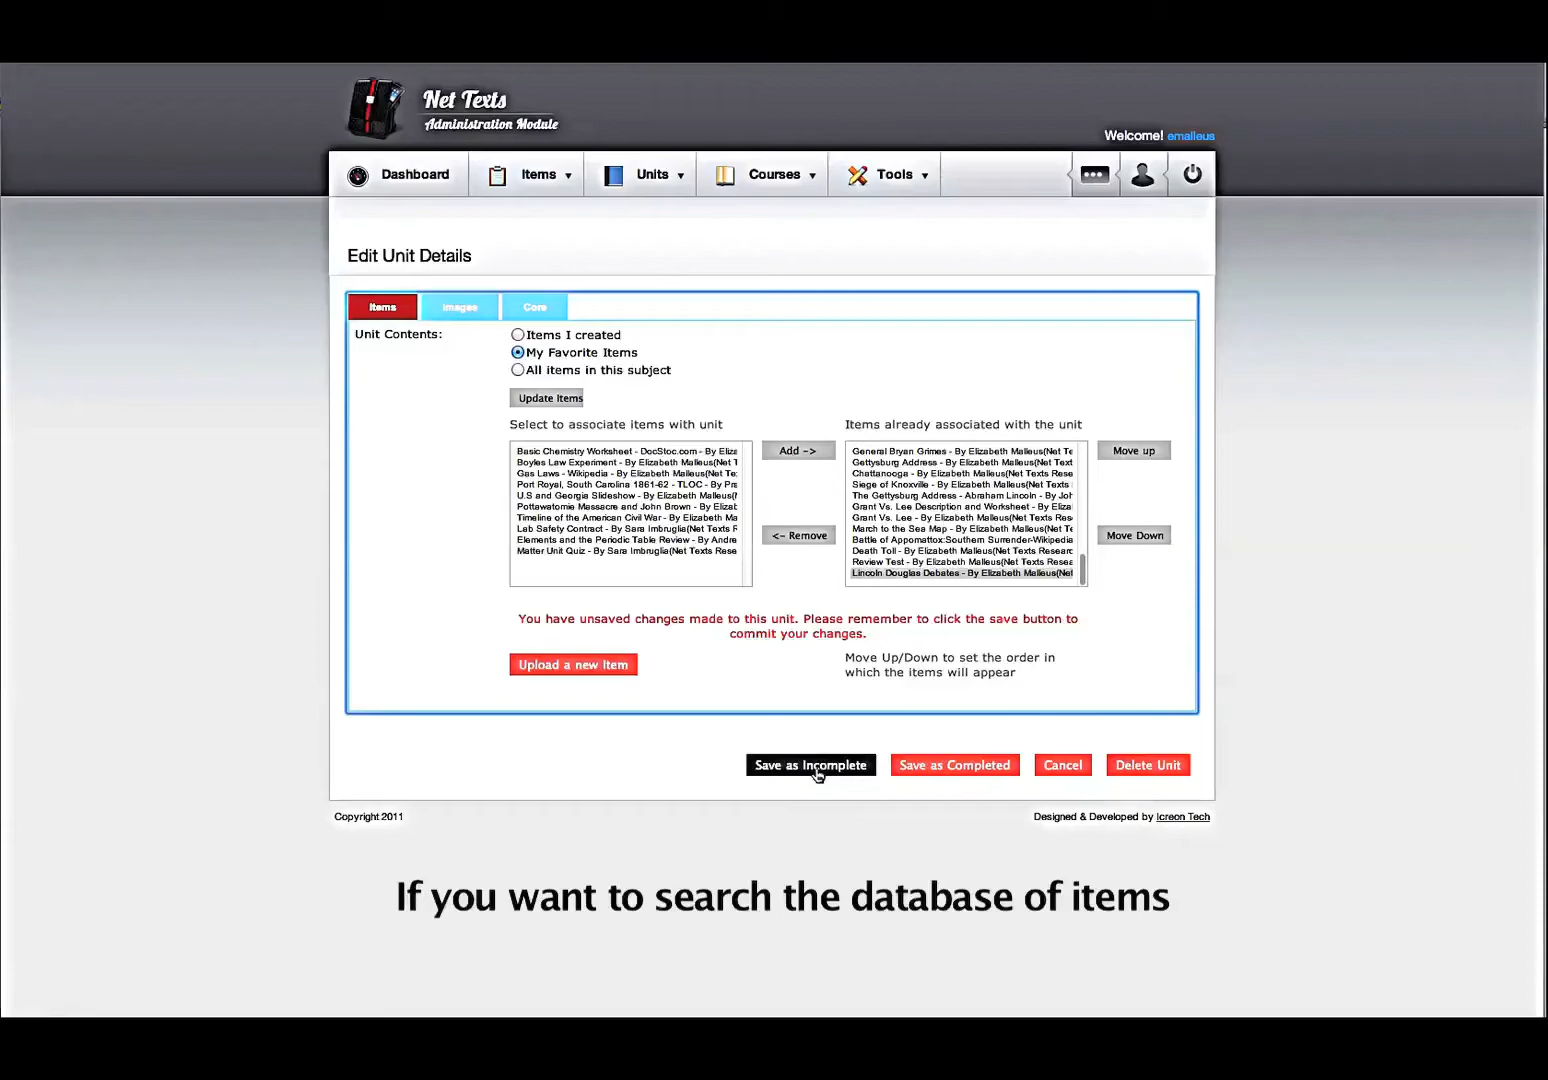 Net Texts
Administration Module
Welcome! emalleus
Dashboard
Items
Units
Courses
Tools
Edit Unit Details
Items
Images
Core
Unit Contents:
Items I created
My Favorite Items
All items in this subject
Update Items
Select to associate items with unit
Items already associated with the unit
Basic Chemistry Worksheet - DocStoc.com - By Eliza
Boyles Law Experiment - By Elizabeth Malleus(Net T
Gas Laws - Wikipedia - By Elizabeth Malleus(Net Te
Port Royal, South Carolina 1861-62 - TLOC - By Pr
U.S and Georgia Slideshow - By Elizabeth Malleus(
Pottawatomie Massacre and John Brown - By Elizab
Timeline of the American Civil War - By Elizabeth Ma
Lab Safety Contract - By Sara Imbruglia(Net Texts R
Elements and the Periodic Table Review - By Andre
Matter Unit Quiz - By Sara Imbruglia(Net Texts Rese
Add ->
<- Remove
General Bryan Grimes - By Elizabeth Malleus(Net Te
Gettysburg Address - By Elizabeth Malleus(Net Text
Chattanooga - By Elizabeth Malleus(Net Texts Rese
Siege of Knoxville - By Elizabeth Malleus(Net Texts
The Gettysburg Address - Abraham Lincoln - By Joh
Grant Vs. Lee Description and Worksheet - By Eliza
Grant Vs. Lee - By Elizabeth Malleus(Net Texts Res
March to the Sea Map - By Elizabeth Malleus(Net Te
Battle of Appomattox:Southern Surrender-Wikipedia
Death Toll - By Elizabeth Malleus(Net Texts Resear
Review Test - By Elizabeth Malleus(Net Texts Resea
Lincoln Douglas Debates - By Elizabeth Malleus(Net
Move up
Move Down
You have unsaved changes made to this unit. Please remember to click the save button to
commit your changes.
Upload a new Item
Move Up/Down to set the order in
which the items will appear
Save as Incomplete
Save as Completed
Cancel
Delete Unit
Copyright 2011
Designed & Developed by Icreon Tech
If you want to search the database of items